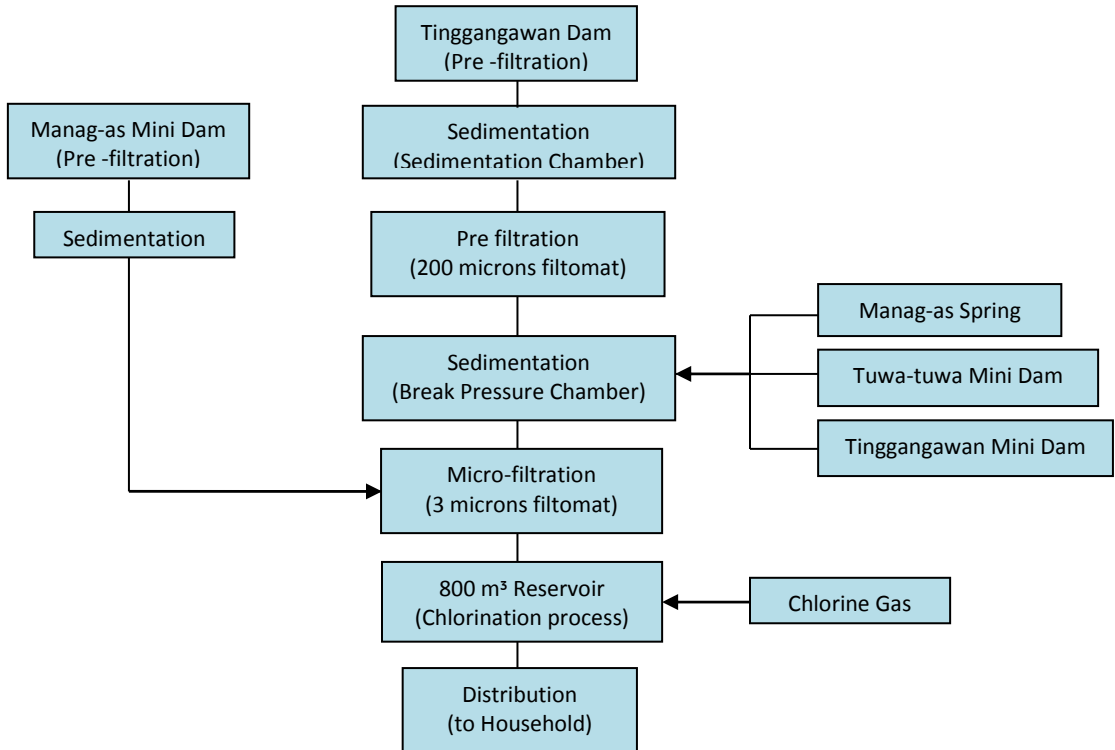 Tinggangawan Dam
(Pre -filtration)
Manag-as Mini Dam
(Pre -filtration)
Sedimentation
(Sedimentation Chamber)
Sedimentation
Pre filtration
(200 microns filtomat)
Manag-as Spring
Sedimentation
(Break Pressure Chamber)
Tuwa-tuwa Mini Dam
Tinggangawan Mini Dam
Micro-filtration
(3 microns filtomat)
800 m³ Reservoir
(Chlorination process)
Chlorine Gas
Distribution
(to Household)